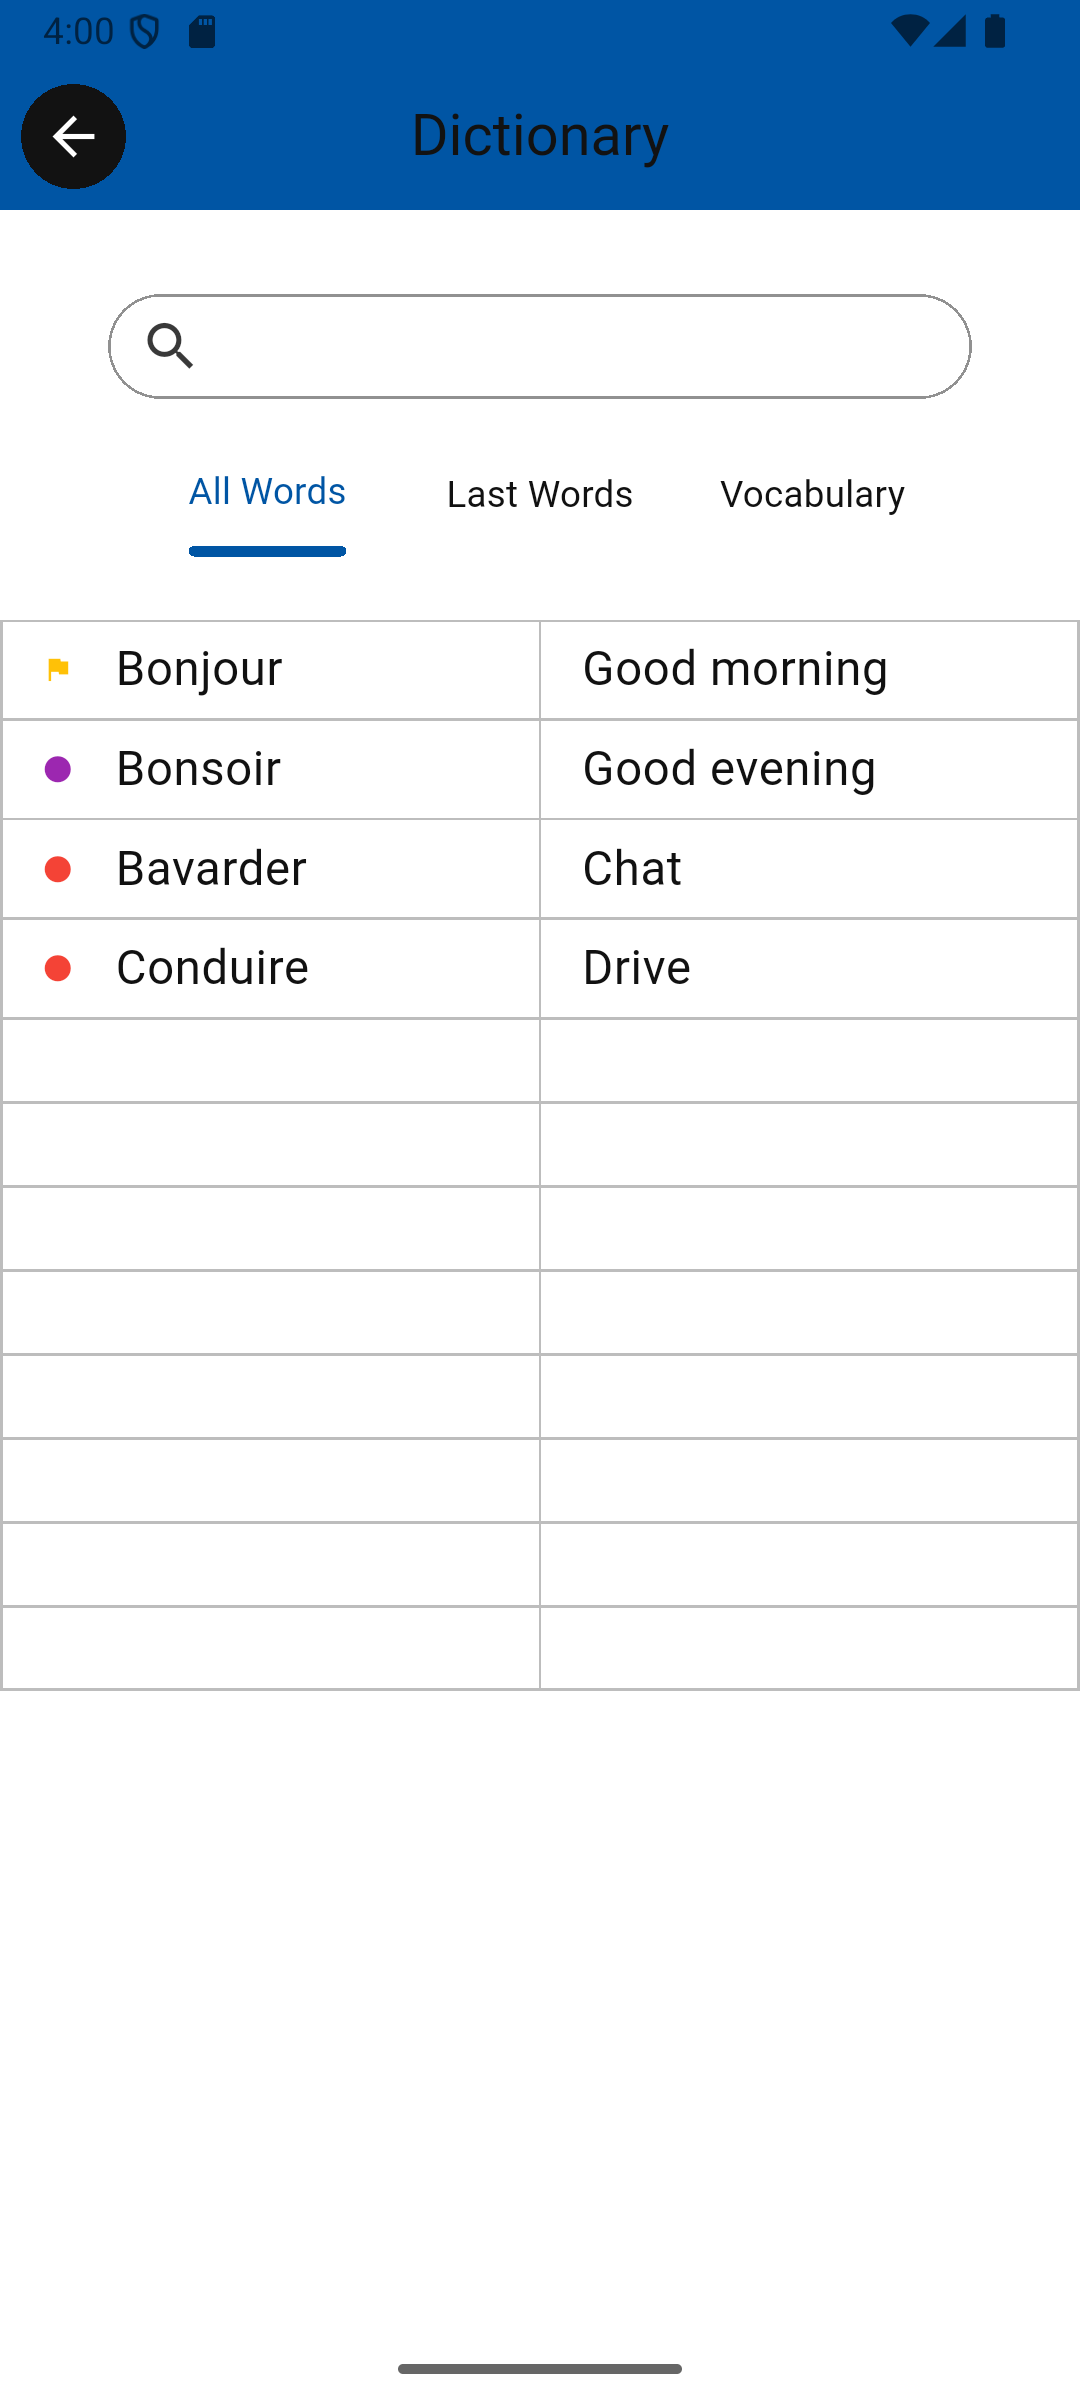 4:00
Dictionary
All Words Last Words Vocabulary
Bonjour Good morning
Bonsoir Good evening
Bavarder Chat
Conduire Drive